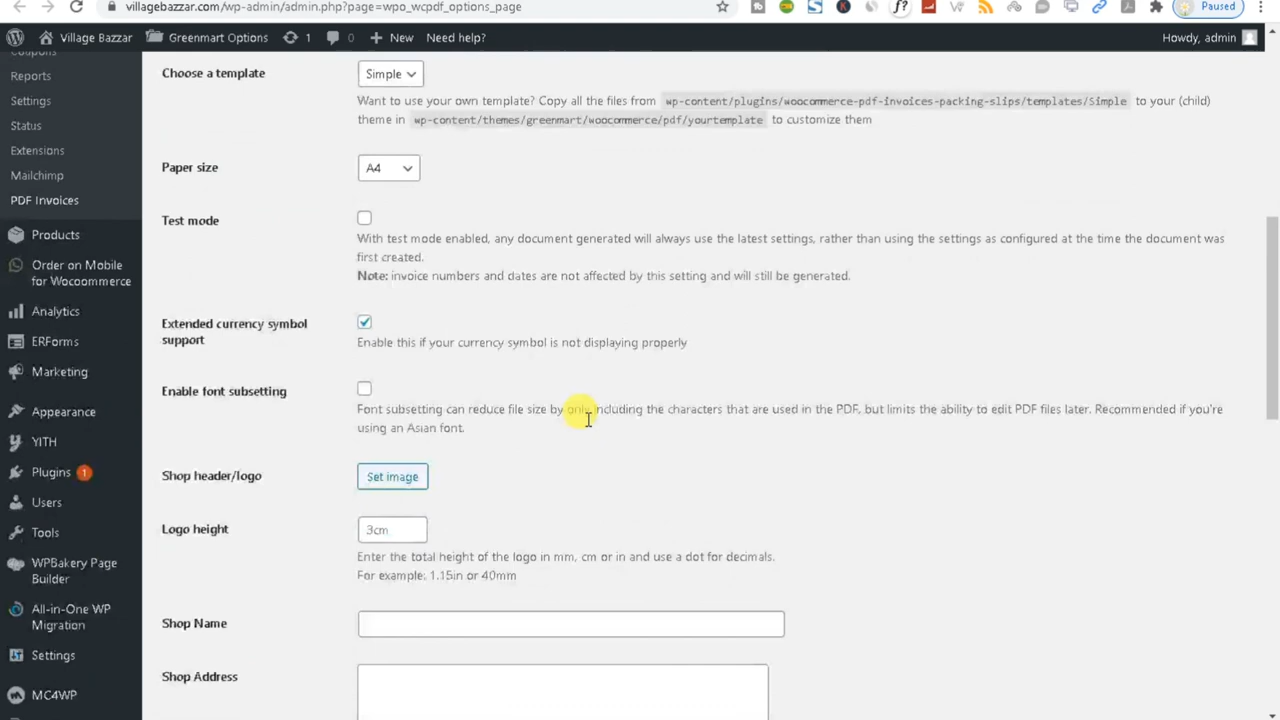 villagebazzar.com/wp-admin/admin.php?page=wpo_wcpdf_options_page
Paused
Village Bazzar
Greenmart Options
1
0
New
Need help?
Howdy, admin
Coupons
Reports
Settings
Status
Extensions
Mailchimp
PDF Invoices
Products
Order on Mobile
for Woocommerce
Analytics
ERForms
Marketing
Appearance
YITH
Plugins 1
Users
Tools
WPBakery Page
Builder
All-in-One WP
Migration
Settings
MC4WP
Choose a template
Simple
Want to use your own template? Copy all the files from wp-content/plugins/woocommerce-pdf-invoices-packing-slips/templates/Simple to your (child)
theme in wp-content/themes/greenmart/woocommerce/pdf/yourtemplate to customize them
Paper size
A4
Test mode
With test mode enabled, any document generated will always use the latest settings, rather than using the settings as configured at the time the document was
first created.
Note: invoice numbers and dates are not affected by this setting and will still be generated.
Extended currency symbol
support
Enable this if your currency symbol is not displaying properly
Enable font subsetting
Font subsetting can reduce file size by only including the characters that are used in the PDF, but limits the ability to edit PDF files later. Recommended if you're
using an Asian font.
Shop header/logo
Set image
Logo height
3cm
Enter the total height of the logo in mm, cm or in and use a dot for decimals.
For example: 1.15in or 40mm
Shop Name
Shop Address